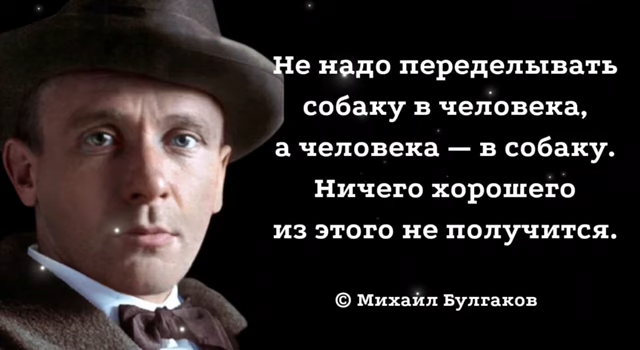 Не надо переделывать
собаку в человека,
а человека — в собаку.
Ничего хорошего
из этого не получится.
© Михаил Булгаков